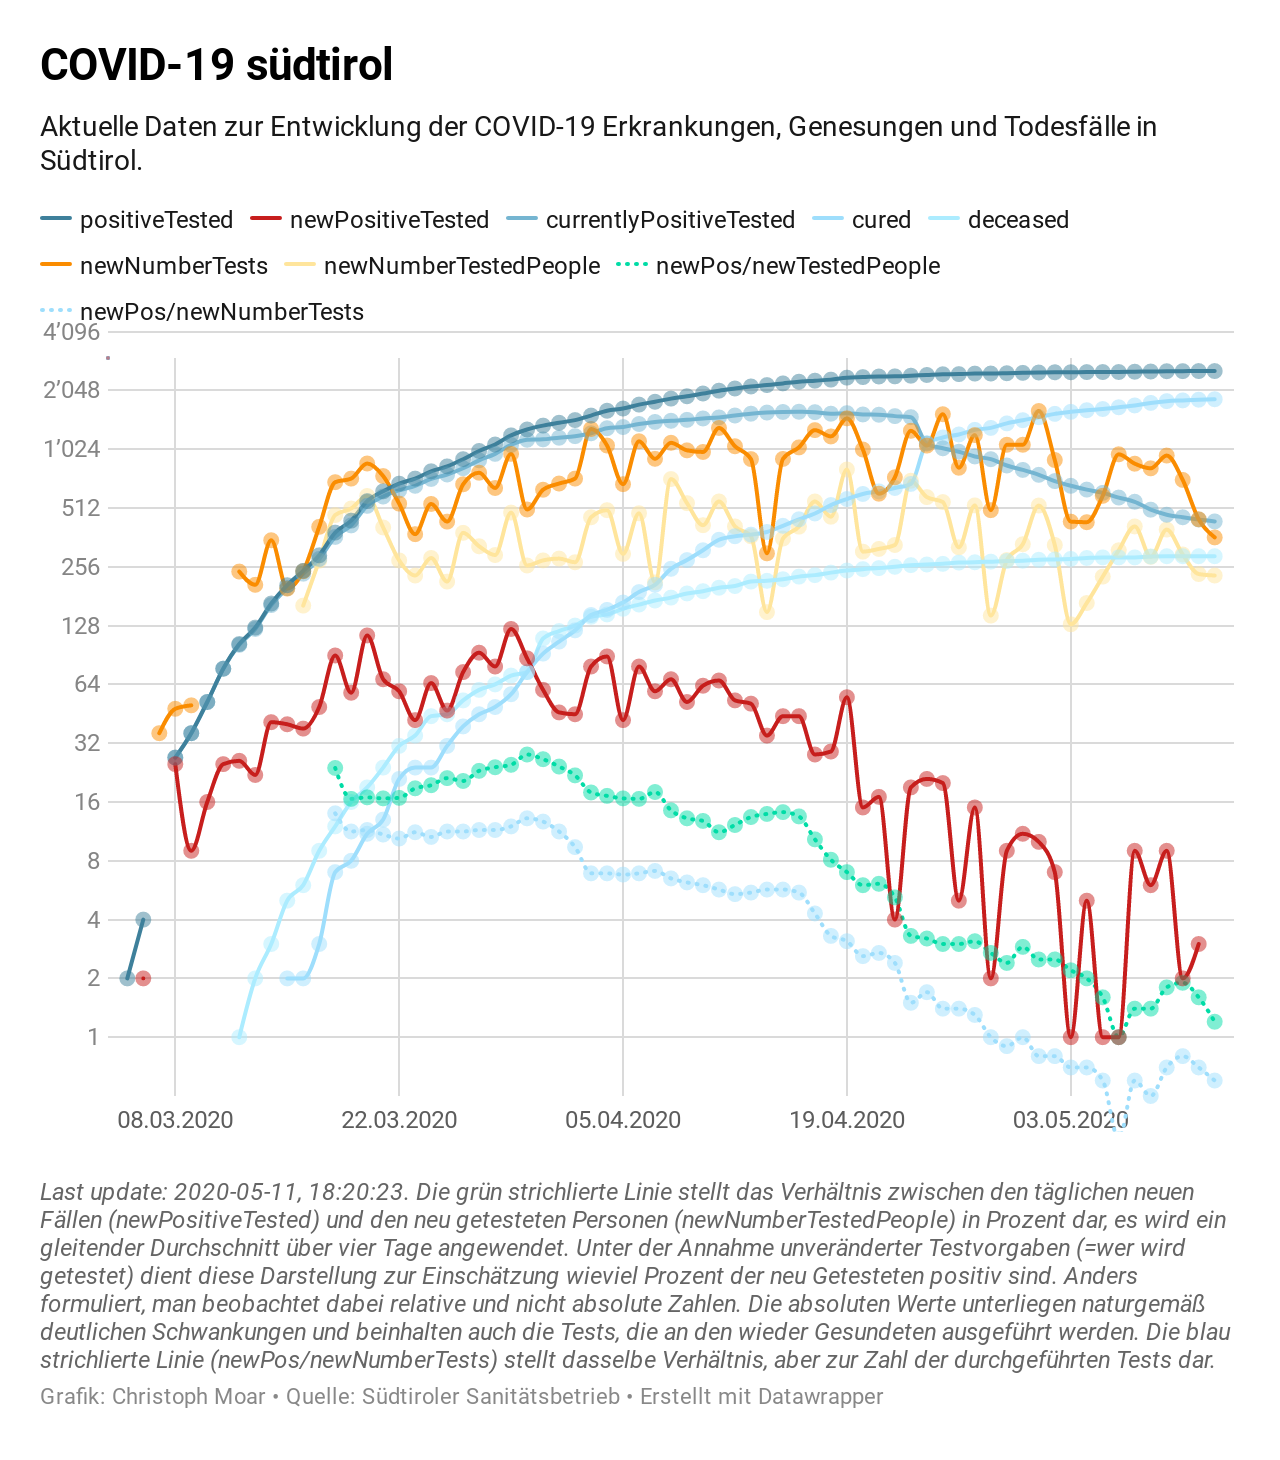 COVID-19 südtirol
Aktuelle Daten zur Entwicklung der COVID-19 Erkrankungen, Genesungen und Todesfälle in
Südtirol.
positiveTested newPositiveTested currentlyPositiveTested cured deceased
newNumberTests newNumberTestedPeople newPos/newTestedPeople
newPos/newNumberTests
4’096
2’048
1’024
512
256
128
64
32
16
8
4
2
1
08.03.2020 22.03.2020 05.04.2020 19.04.2020 03.05.2020
Last update: 2020-05-11, 18:20:23. Die grün strichlierte Linie stellt das Verhältnis zwischen den täglichen neuen
Fällen (newPositiveTested) und den neu getesteten Personen (newNumberTestedPeople) in Prozent dar, es wird ein
gleitender Durchschnitt über vier Tage angewendet. Unter der Annahme unveränderter Testvorgaben (=wer wird
getestet) dient diese Darstellung zur Einschätzung wieviel Prozent der neu Getesteten positiv sind. Anders
formuliert, man beobachtet dabei relative und nicht absolute Zahlen. Die absoluten Werte unterliegen naturgemäß
deutlichen Schwankungen und beinhalten auch die Tests, die an den wieder Gesundeten ausgeführt werden. Die blau
strichlierte Linie (newPos/newNumberTests) stellt dasselbe Verhältnis, aber zur Zahl der durchgeführten Tests dar.
Grafik: Christoph Moar • Quelle: Südtiroler Sanitätsbetrieb • Erstellt mit Datawrapper